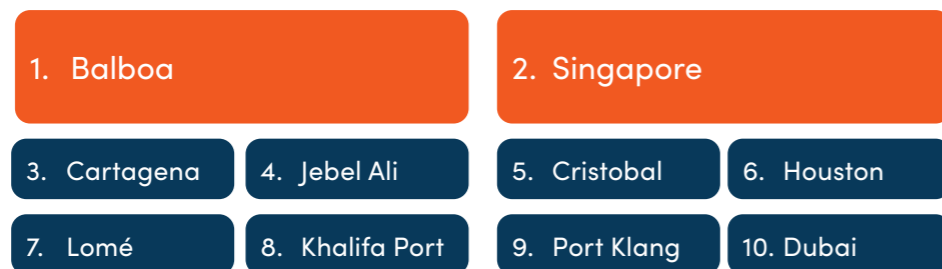 1. Balboa
2. Singapore
3. Cartagena
4. Jebel Ali
5. Cristobal
6. Houston
7. Lomé
8. Khalifa Port
9. Port Klang
10. Dubai